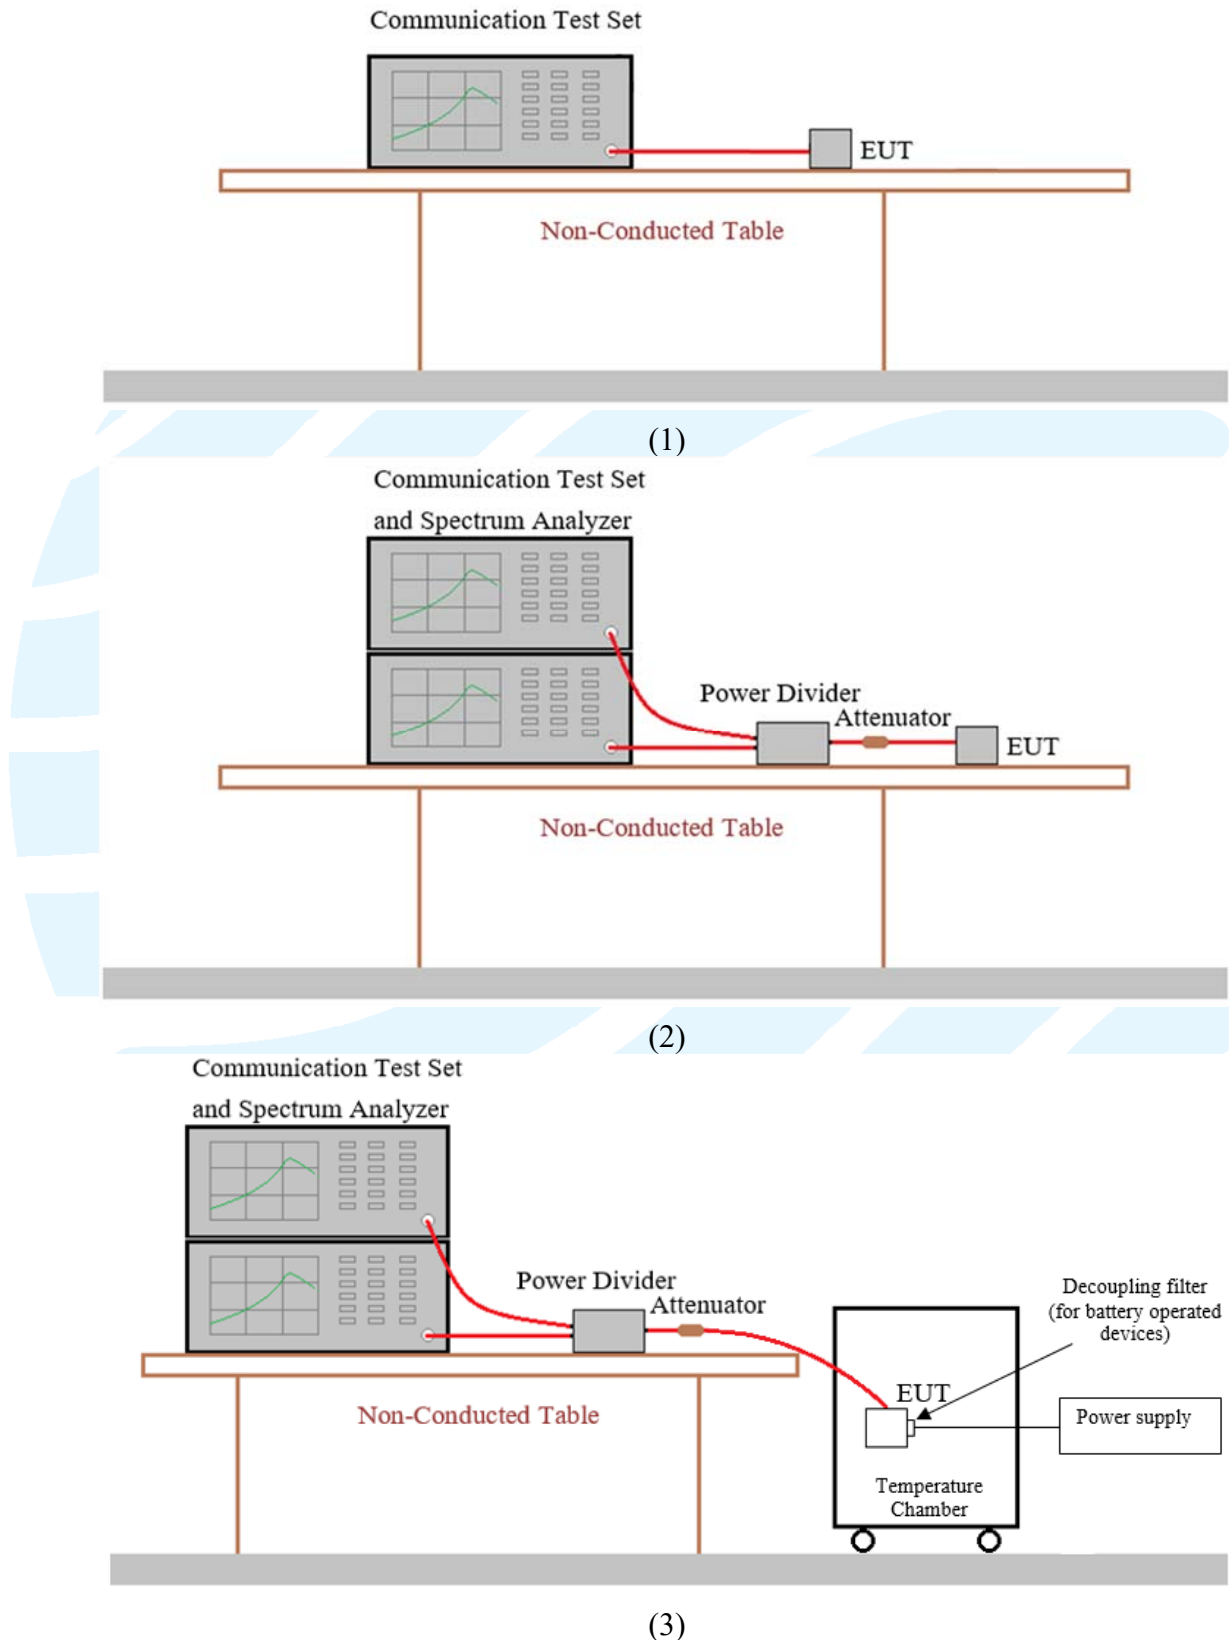 Communication Test Set
EUT
Non-Conducted Table
(1)
Communication Test Set
and Spectrum Analyzer
Power Divider
Attenuator
EUT
Non-Conducted Table
(2)
Communication Test Set
and Spectrum Analyzer
Power Divider
Attenuator
Decoupling filter
(for battery operated
devices)
EUT
Power supply
Non-Conducted Table
Temperature
Chamber
(3)